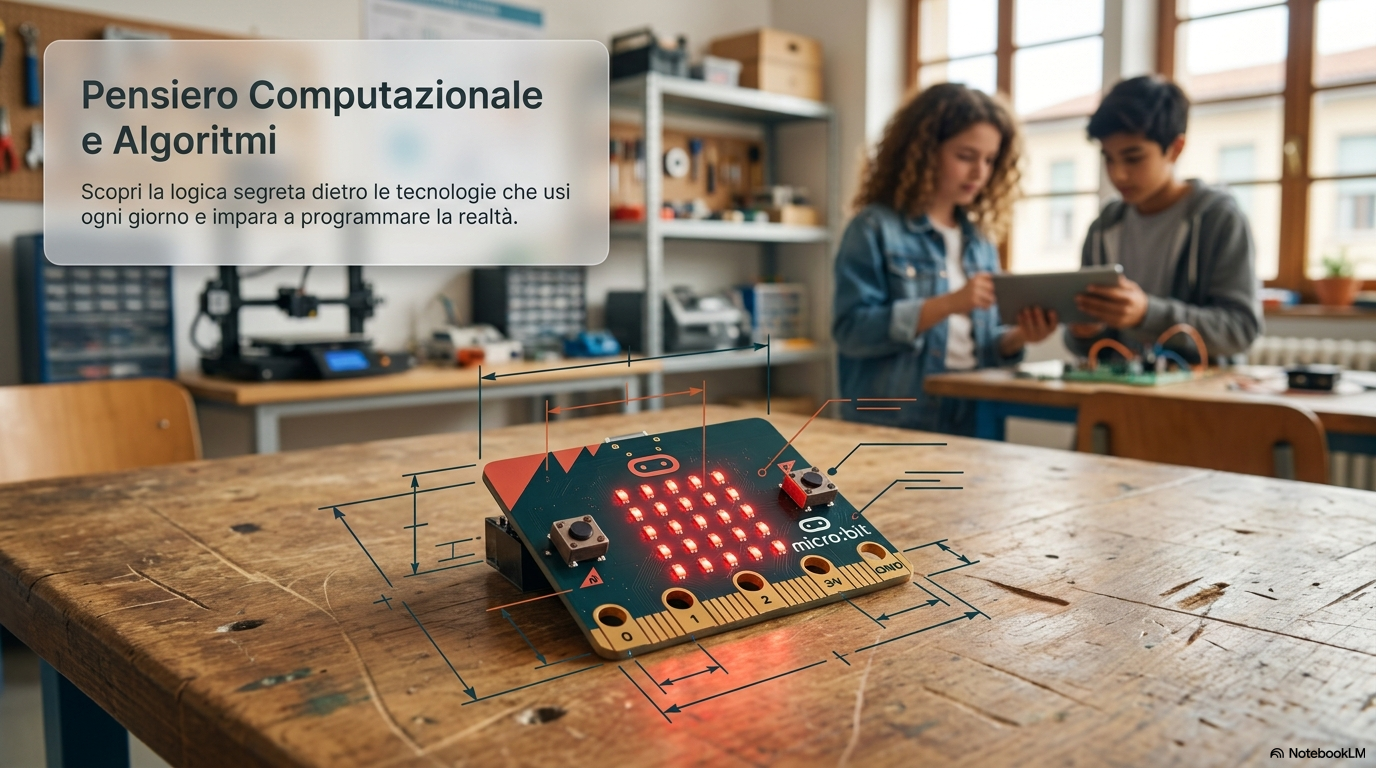 Pensiero Computazionale
e Algoritmi
Scopri la logica segreta dietro le tecnologie che usi
ogni giorno e impara a programmare la realtà.
micro:bit
0
1
2
3V
GND
NotebookLM